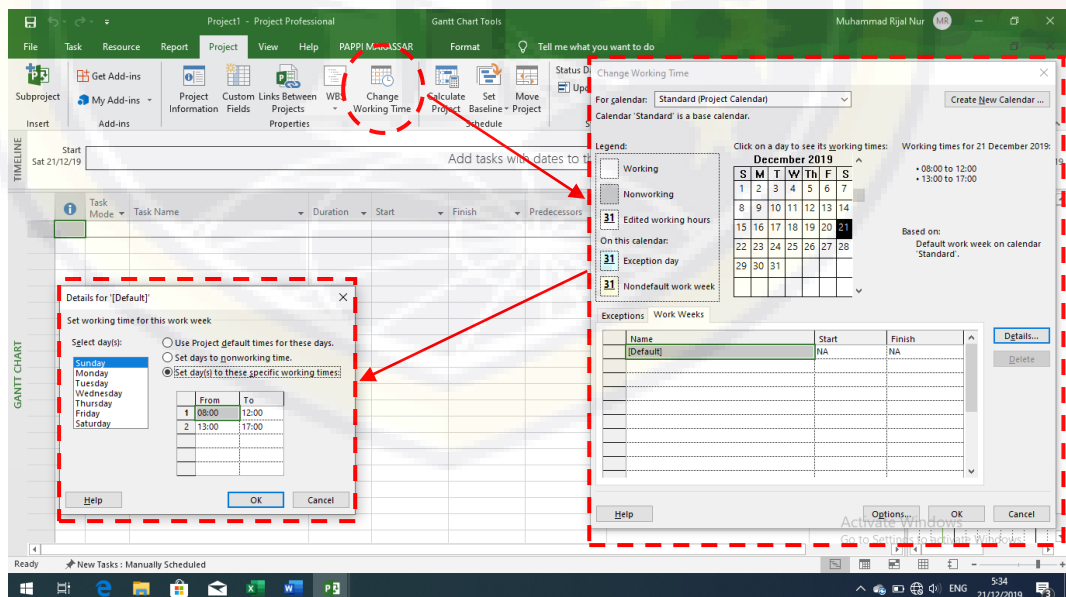 Project1 - Project Professional
Gantt Chart Tools
Muhammad Rijal Nur
MR
File Task Resource Report Project View Help PAPPI MAKASSAR Format Tell me what you want to do
Subproject
Insert
Get Add-ins
My Add-ins
Add-ins
Project Information
Custom Fields
Links Between Projects
WBS
Change Working Time
Properties
Calculate Project
Set Baseline
Move Project
Schedule
Status D
Upd
TIMELINE
Start
Sat 21/12/19
Add tasks with dates to t
Task Mode
Task Name
Duration
Start
Finish
Predecessors
GANTT CHART
Details for '[Default]'
Set working time for this work week
Select day(s):
Sunday
Monday
Tuesday
Wednesday
Thursday
Friday
Saturday
Use Project default times for these days.
Set days to nonworking time.
Set day(s) to these specific working times:
From To
1 08:00 12:00
2 13:00 17:00
Help OK Cancel
Change Working Time
For calendar: Standard (Project Calendar)
Create New Calendar ...
Calendar 'Standard' is a base calendar.
Legend:
Working
Nonworking
31 Edited working hours
On this calendar:
31 Exception day
31 Nondefault work week
Click on a day to see its working times:
December 2019
S M T W Th F S
1 2 3 4 5 6 7
8 9 10 11 12 13 14
15 16 17 18 19 20 21
22 23 24 25 26 27 28
29 30 31
Working times for 21 December 2019:
• 08:00 to 12:00
• 13:00 to 17:00
Based on:
Default work week on calendar
'Standard'.
Exceptions Work Weeks
Name Start Finish
[Default] NA NA
Details...
Delete
Help Options... OK Cancel
Activate Windows
Go to Settings to activate Windows.
Ready New Tasks : Manually Scheduled
ENG
5:34
21/12/2019